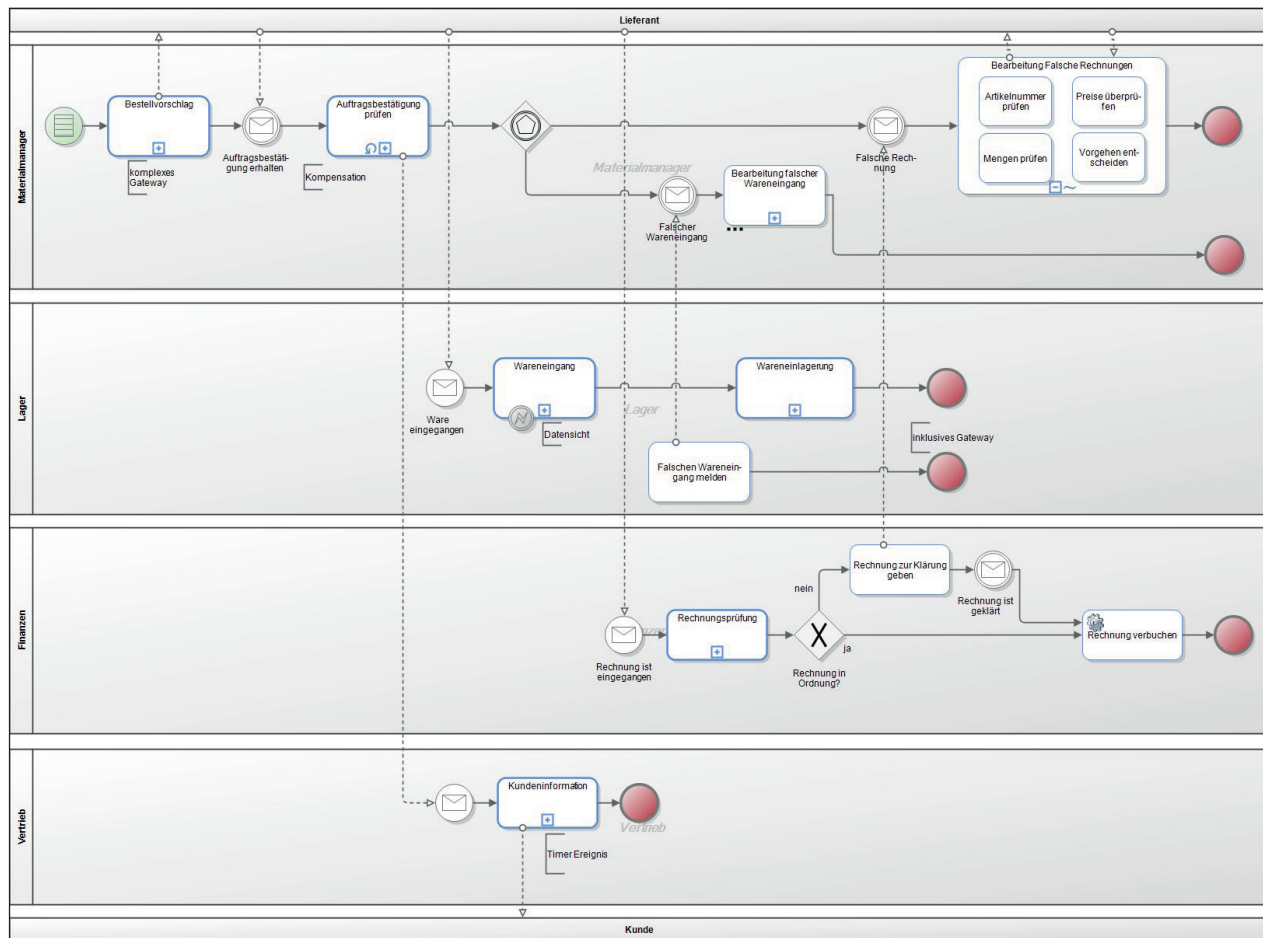 Lieferant
Materialmanager
Bestellvorschlag
komplexes
Gateway
Auftragsbestäti-
gung erhalten
Auftragsbestätigung
prüfen
Kompensation
Materialmanager
Falscher
Wareneingang
Bearbeitung falscher
Wareneingang
Falsche Rech-
nung
Bearbeitung Falsche Rechnungen
Artikelnummer
prüfen
Preise überprü-
fen
Mengen prüfen
Vorgehen ent-
scheiden
Lager
Ware
eingegangen
Wareneingang
Datensicht
Lager
Wareneinlagerung
inklusives Gateway
Falschen Warenein-
gang melden
Finanzen
Rechnung ist
eingegangen
Rechnungsprüfung
Rechnung in
Ordnung?
nein
ja
Rechnung zur Klärung
geben
Rechnung ist
geklärt
Rechnung verbuchen
Vertrieb
Kundeninformation
Timer Ereignis
Vertrieb
Kunde